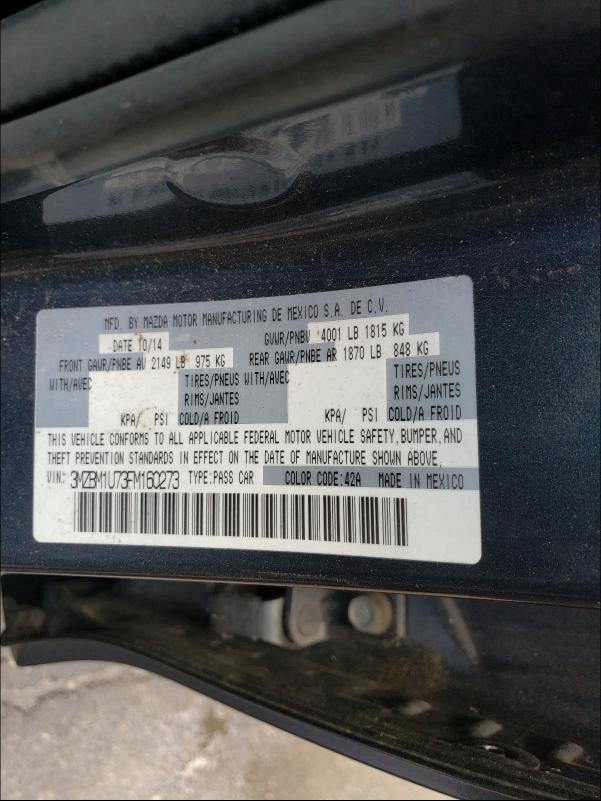 MFD. BY MAZDA MOTOR MANUFACTURING DE MEXICO S.A. DE C.V.
DATE 10/14 GVWR/PNBV 4001 LB 1815 KG
FRONT GAWR/PNBE AV 2149 LB 975 KG REAR GAWR/PNBE AR 1870 LB 848 KG
WITH/AVEC TIRES/PNEUS WITH/AVEC TIRES/PNEUS
RIMS/JANTES RIMS/JANTES
KPA/ PSI COLD/A FROID KPA/ PSI COLD/A FROID
THIS VEHICLE CONFORMS TO ALL APPLICABLE FEDERAL MOTOR VEHICLE SAFETY, BUMPER, AND
THEFT PREVENTION STANDARDS IN EFFECT ON THE DATE OF MANUFACTURE SHOWN ABOVE.
VIN: 3MZBM1U73FM160273 TYPE: PASS CAR COLOR CODE: 42A MADE IN MEXICO